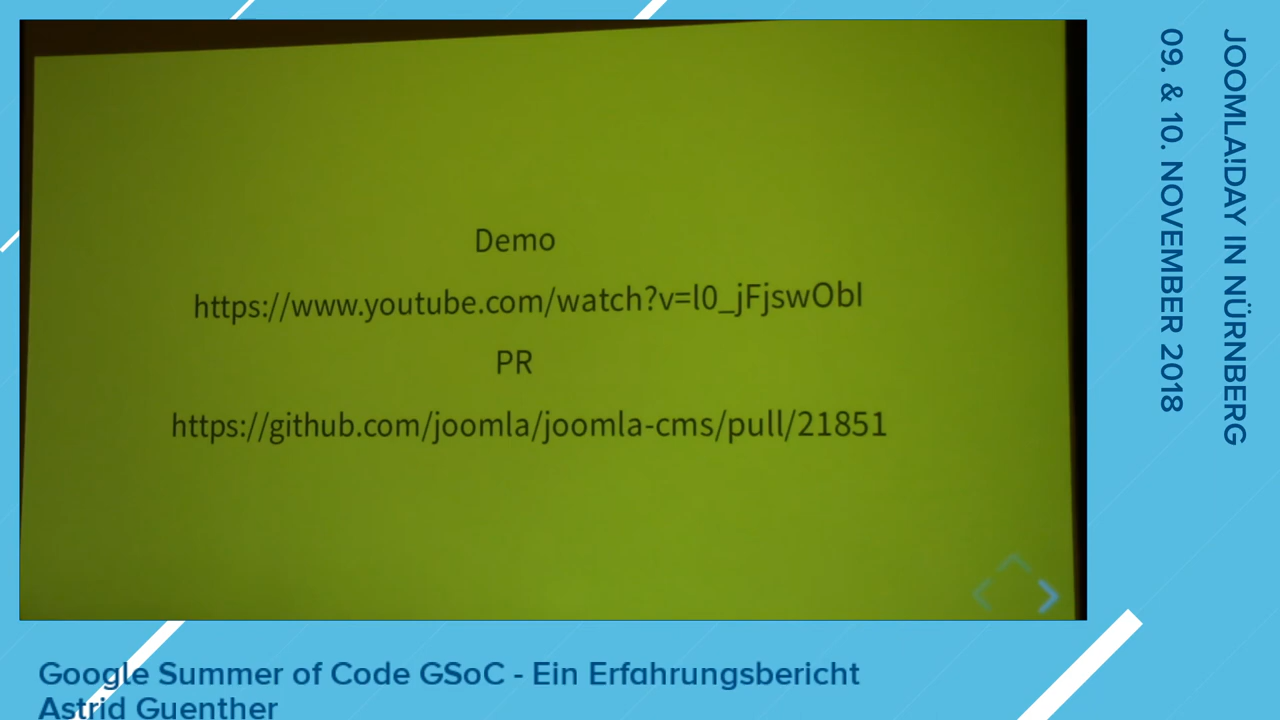 Demo
https://www.youtube.com/watch?v=l0_jFjswObI
PR
https://github.com/joomla/joomla-cms/pull/21851
JOOMLA!DAY IN NÜRNBERG
09. & 10. NOVEMBER 2018
Google Summer of Code GSoC - Ein Erfahrungsbericht
Astrid Guenther